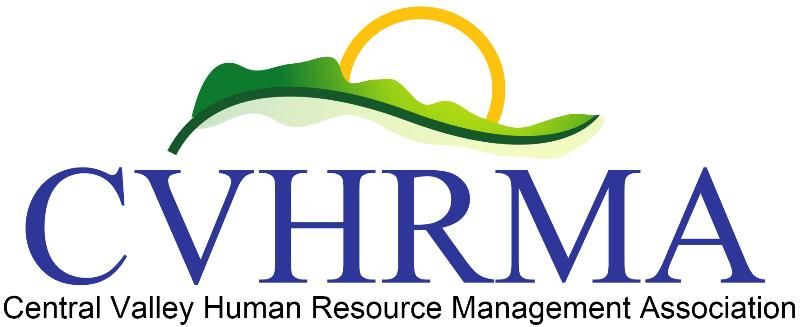 CVHRMA
Central Valley Human Resource Management Association